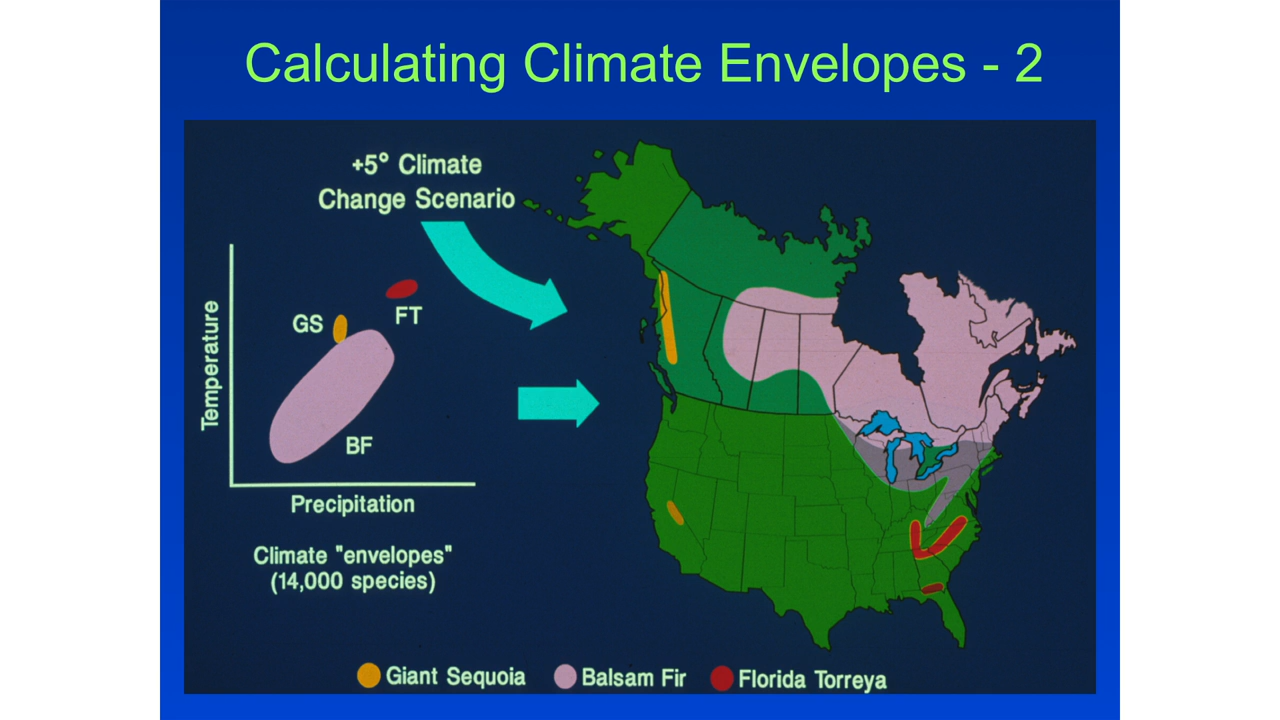 Calculating Climate Envelopes - 2
+5° Climate
Change Scenario
Temperature
GS
FT
BF
Precipitation
Climate "envelopes"
(14,000 species)
Giant Sequoia
Balsam Fir
Florida Torreya